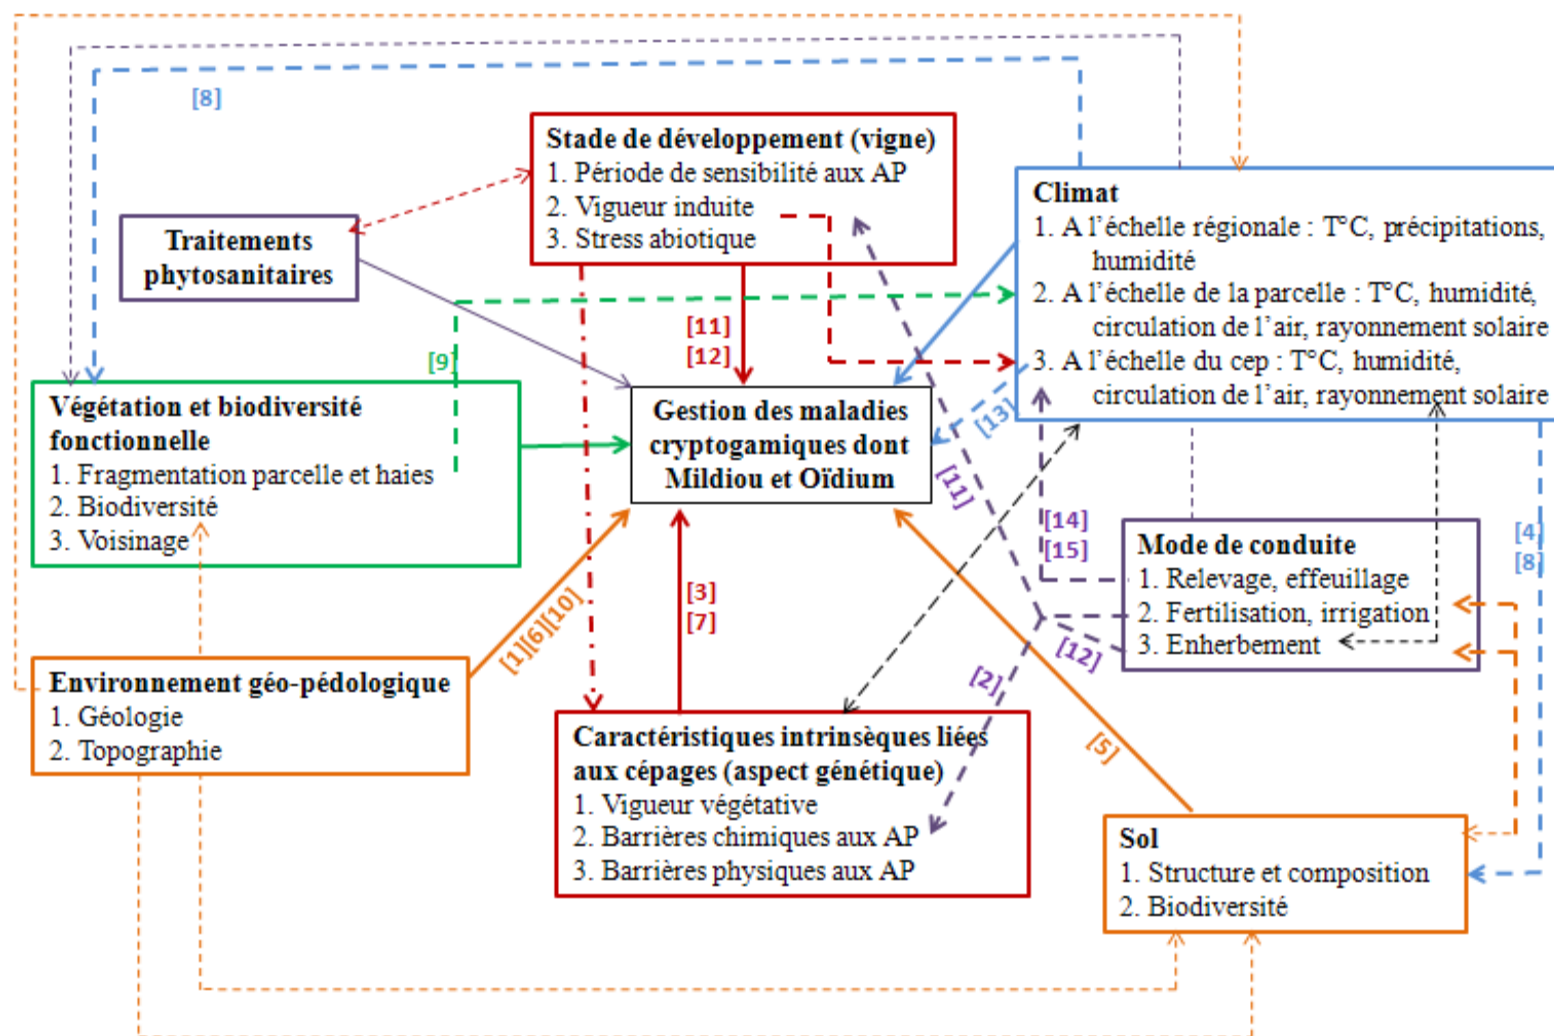 [8]
Stade de développement (vigne)
1. Période de sensibilité aux AP
2. Vigueur induite
3. Stress abiotique
Climat
1. A l'échelle régionale : T°C, précipitations,
humidité
2. A l'échelle de la parcelle : T°C, humidité,
circulation de l'air, rayonnement solaire
3. A l'échelle du cep : T°C, humidité,
circulation de l'air, rayonnement solaire
Traitements
phytosanitaires
[11]
[12]
[9]
Végétation et biodiversité
fonctionnelle
1. Fragmentation parcelle et haies
2. Biodiversité
3. Voisinage
Gestion des maladies
cryptogamiques dont
Mildiou et Oïdium
[13]
[11]
[14]
[15]
Mode de conduite
1. Relevage, effeuillage
2. Fertilisation, irrigation
3. Enherbement
[4]
[8]
[1][6][10]
[3]
[7]
[12]
[2]
Environnement géo-pédologique
1. Géologie
2. Topographie
Caractéristiques intrinsèques liées
aux cépages (aspect génétique)
1. Vigueur végétative
2. Barrières chimiques aux AP
3. Barrières physiques aux AP
[5]
Sol
1. Structure et composition
2. Biodiversité